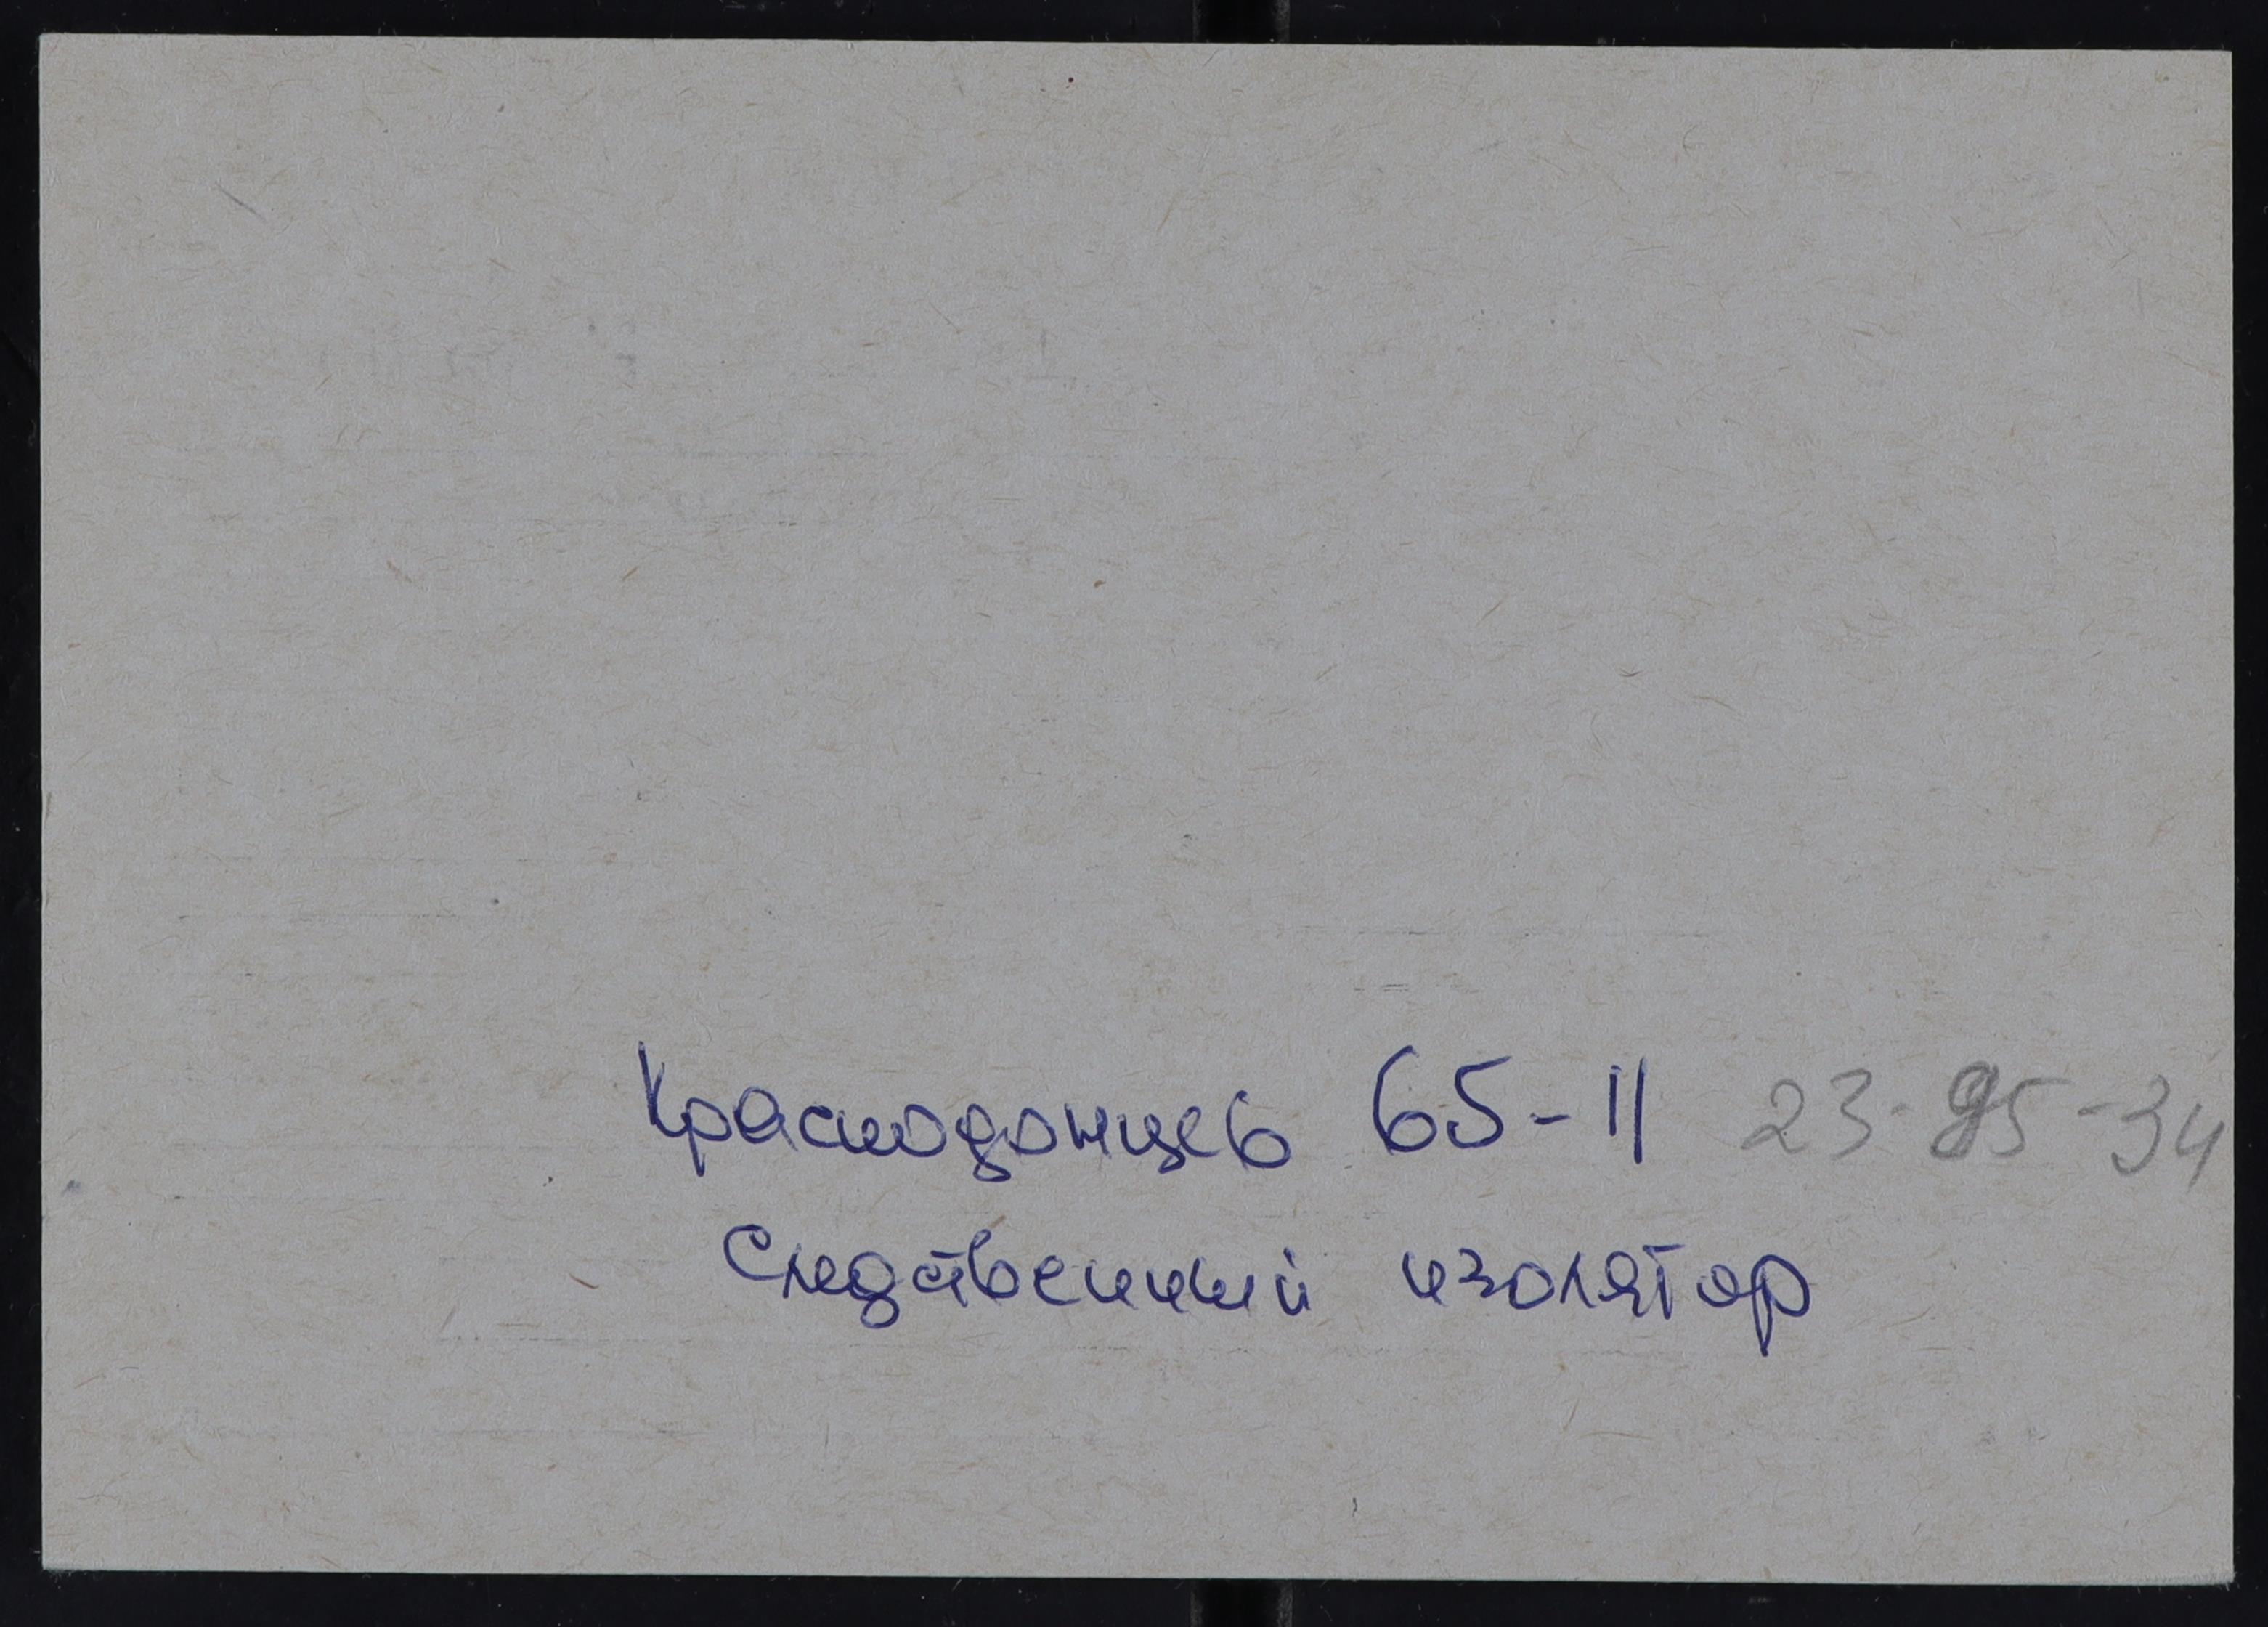 Краснодонцев 65-11 23-95-34
Следственный изолятор